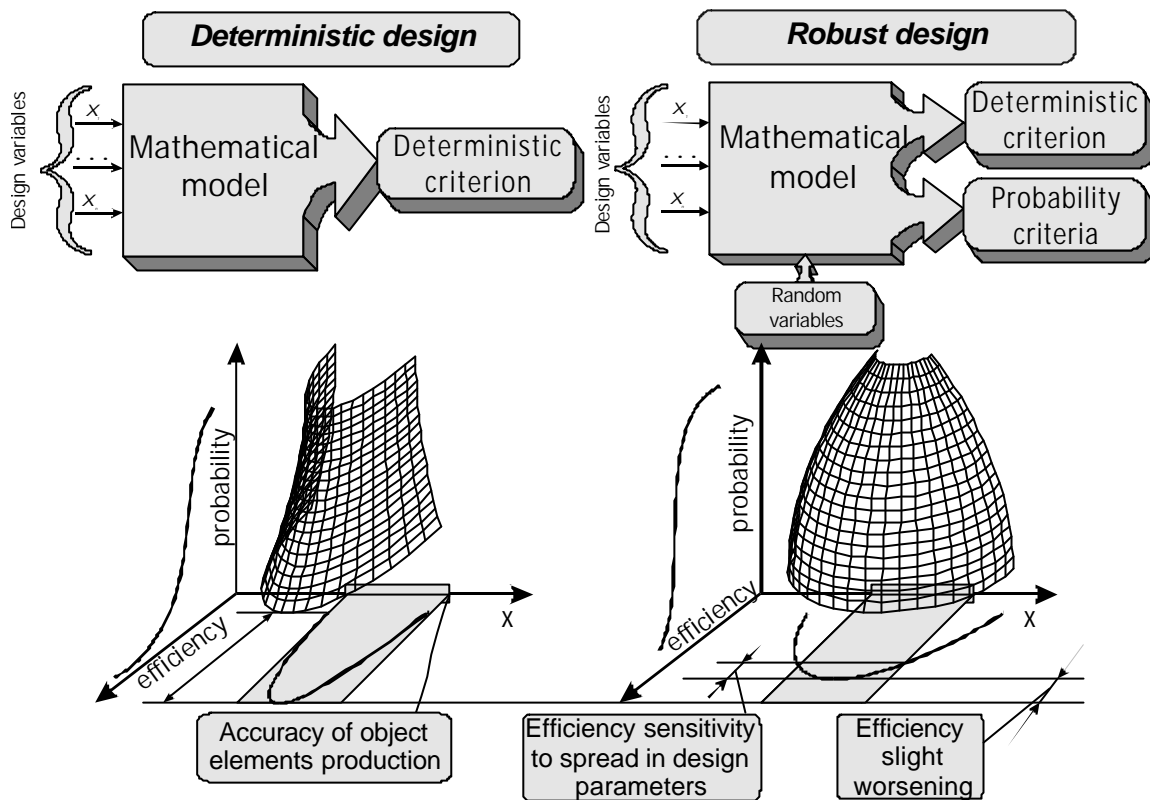 Deterministic design
Design variables
x
. . .
x
Mathematical
model
Deterministic
criterion
Robust design
Design variables
x
. . .
x
Mathematical
model
Deterministic
criterion
Probability
criteria
Random
variables
probability
efficiency
x
Accuracy of object
elements production
probability
efficiency
x
Efficiency sensitivity
to spread in design
parameters
Efficiency
slight
worsening